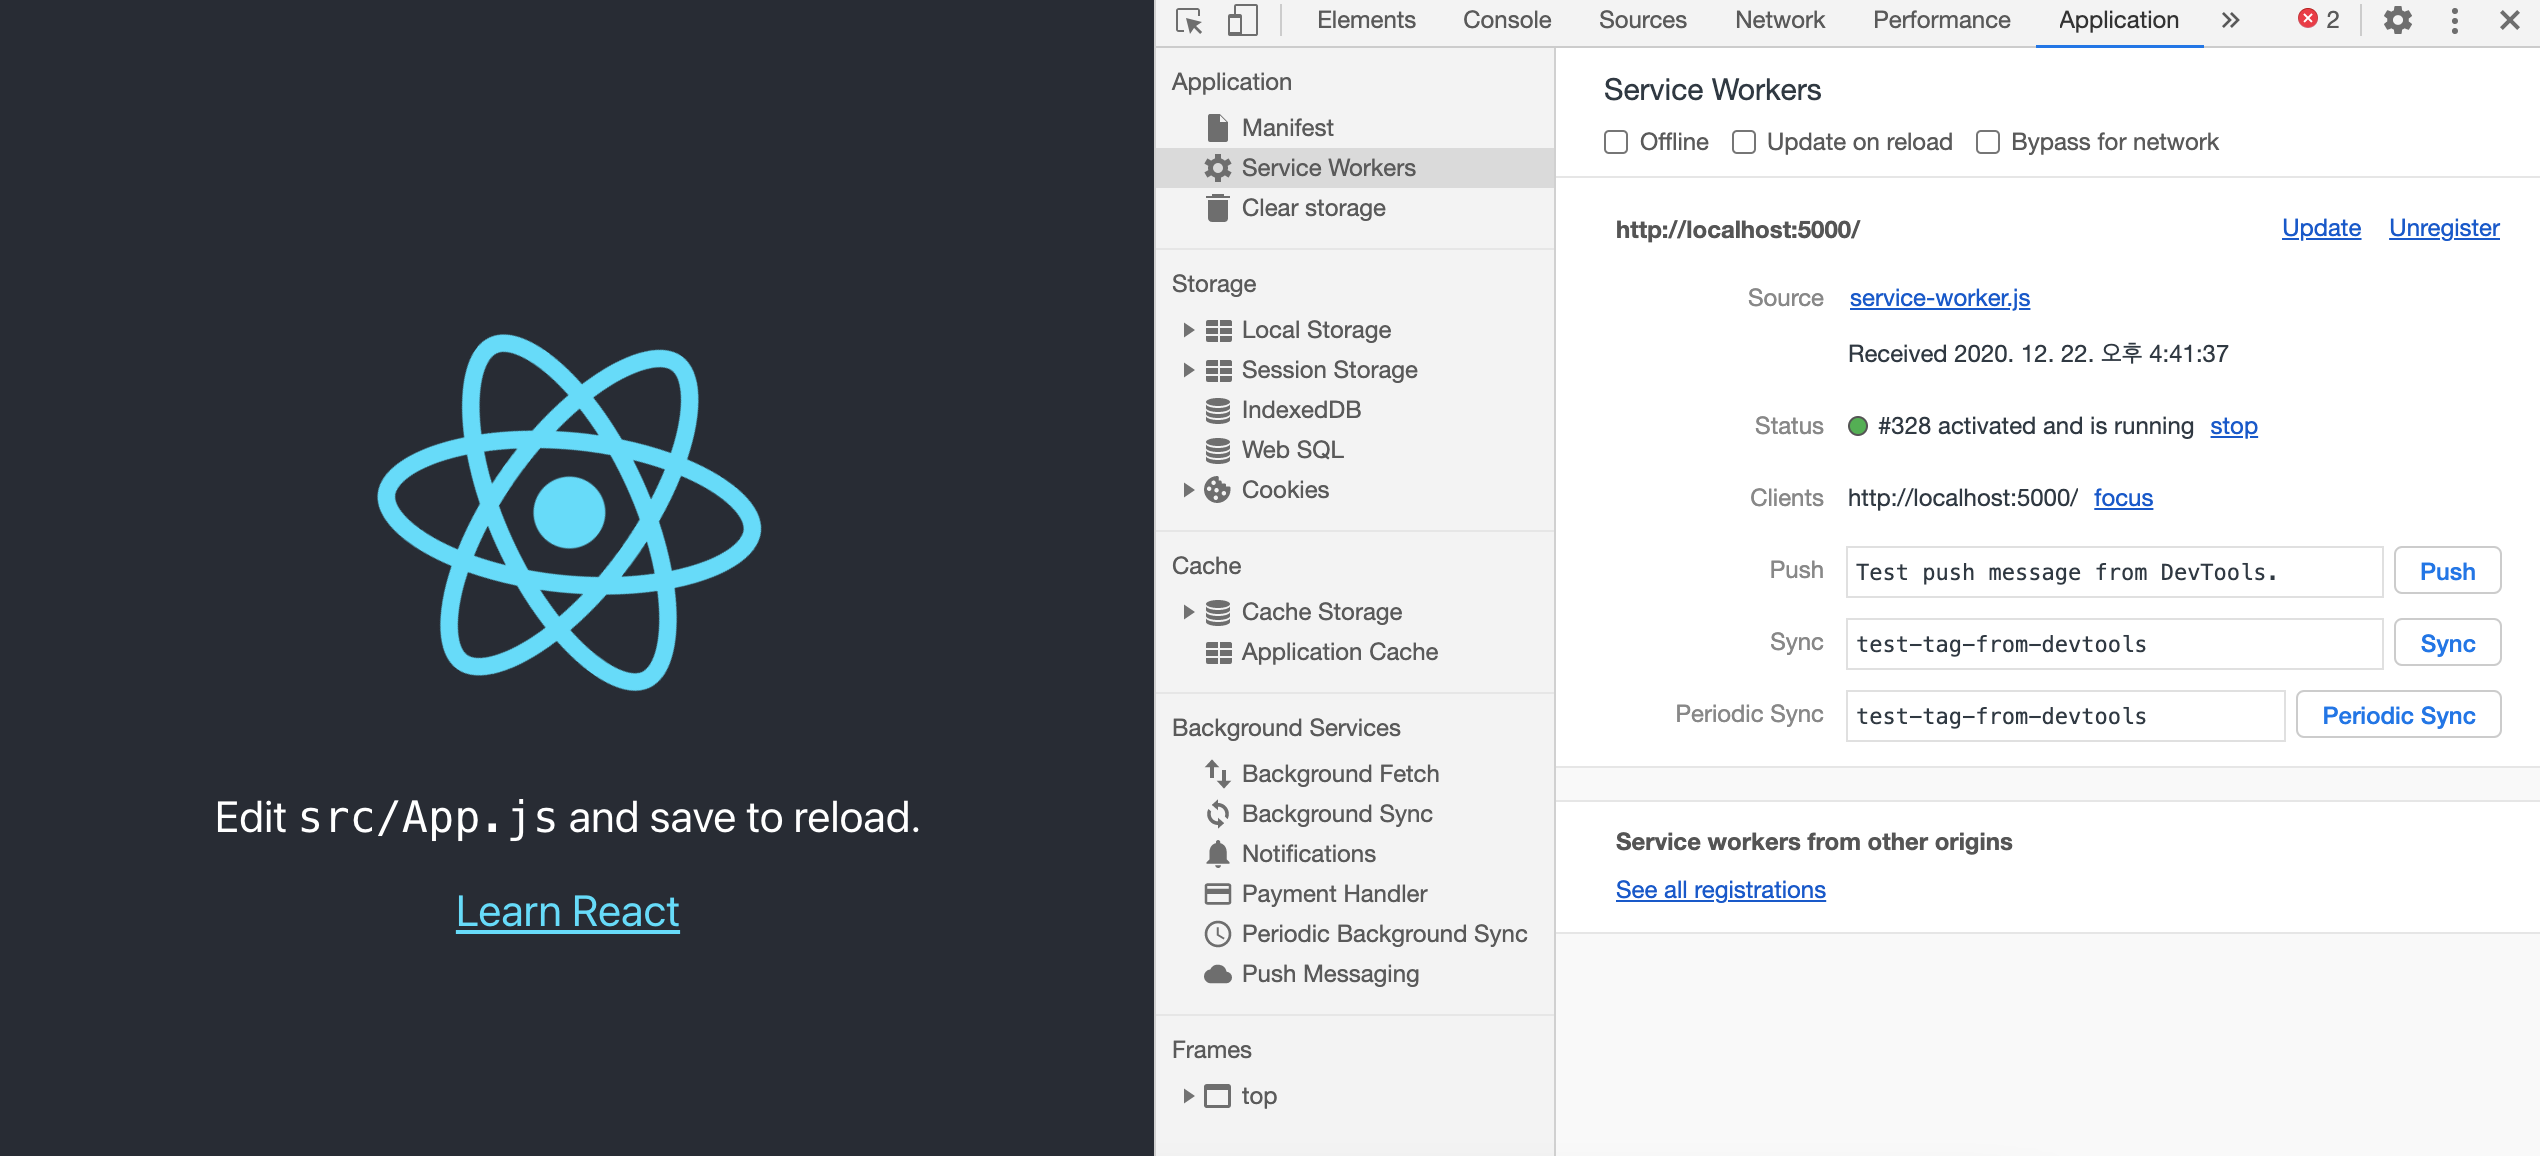 Edit src/App.js and save to reload.
Learn React
Elements Console Sources Network Performance Application » 2
Application
Manifest
Service Workers
Clear storage
Storage
Local Storage
Session Storage
IndexedDB
Web SQL
Cookies
Cache
Cache Storage
Application Cache
Background Services
Background Fetch
Background Sync
Notifications
Payment Handler
Periodic Background Sync
Push Messaging
Frames
top
Service Workers
Offline Update on reload Bypass for network
http://localhost:5000/ Update Unregister
Source service-worker.js
Received 2020. 12. 22. 오후 4:41:37
Status #328 activated and is running stop
Clients http://localhost:5000/ focus
Push Test push message from DevTools. Push
Sync test-tag-from-devtools Sync
Periodic Sync test-tag-from-devtools Periodic Sync
Service workers from other origins
See all registrations